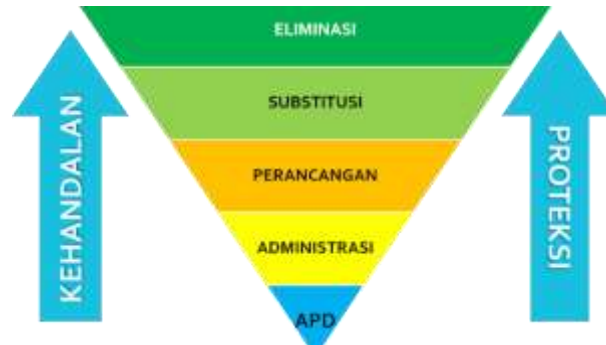 ELIMINASI
SUBSTITUSI
PERANCANGAN
ADMINISTRASI
APD
KEHANDALAN
PROTEKSI